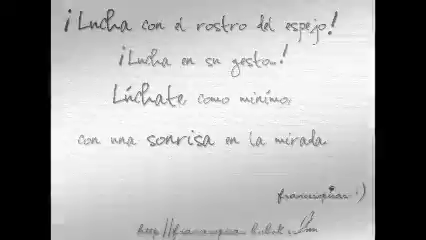 ¡Lucha con el rostro del espejo!
¡Lucha en su gesto...!
Lúchate como mínimo
con una sonrisa en la mirada
:)
http://